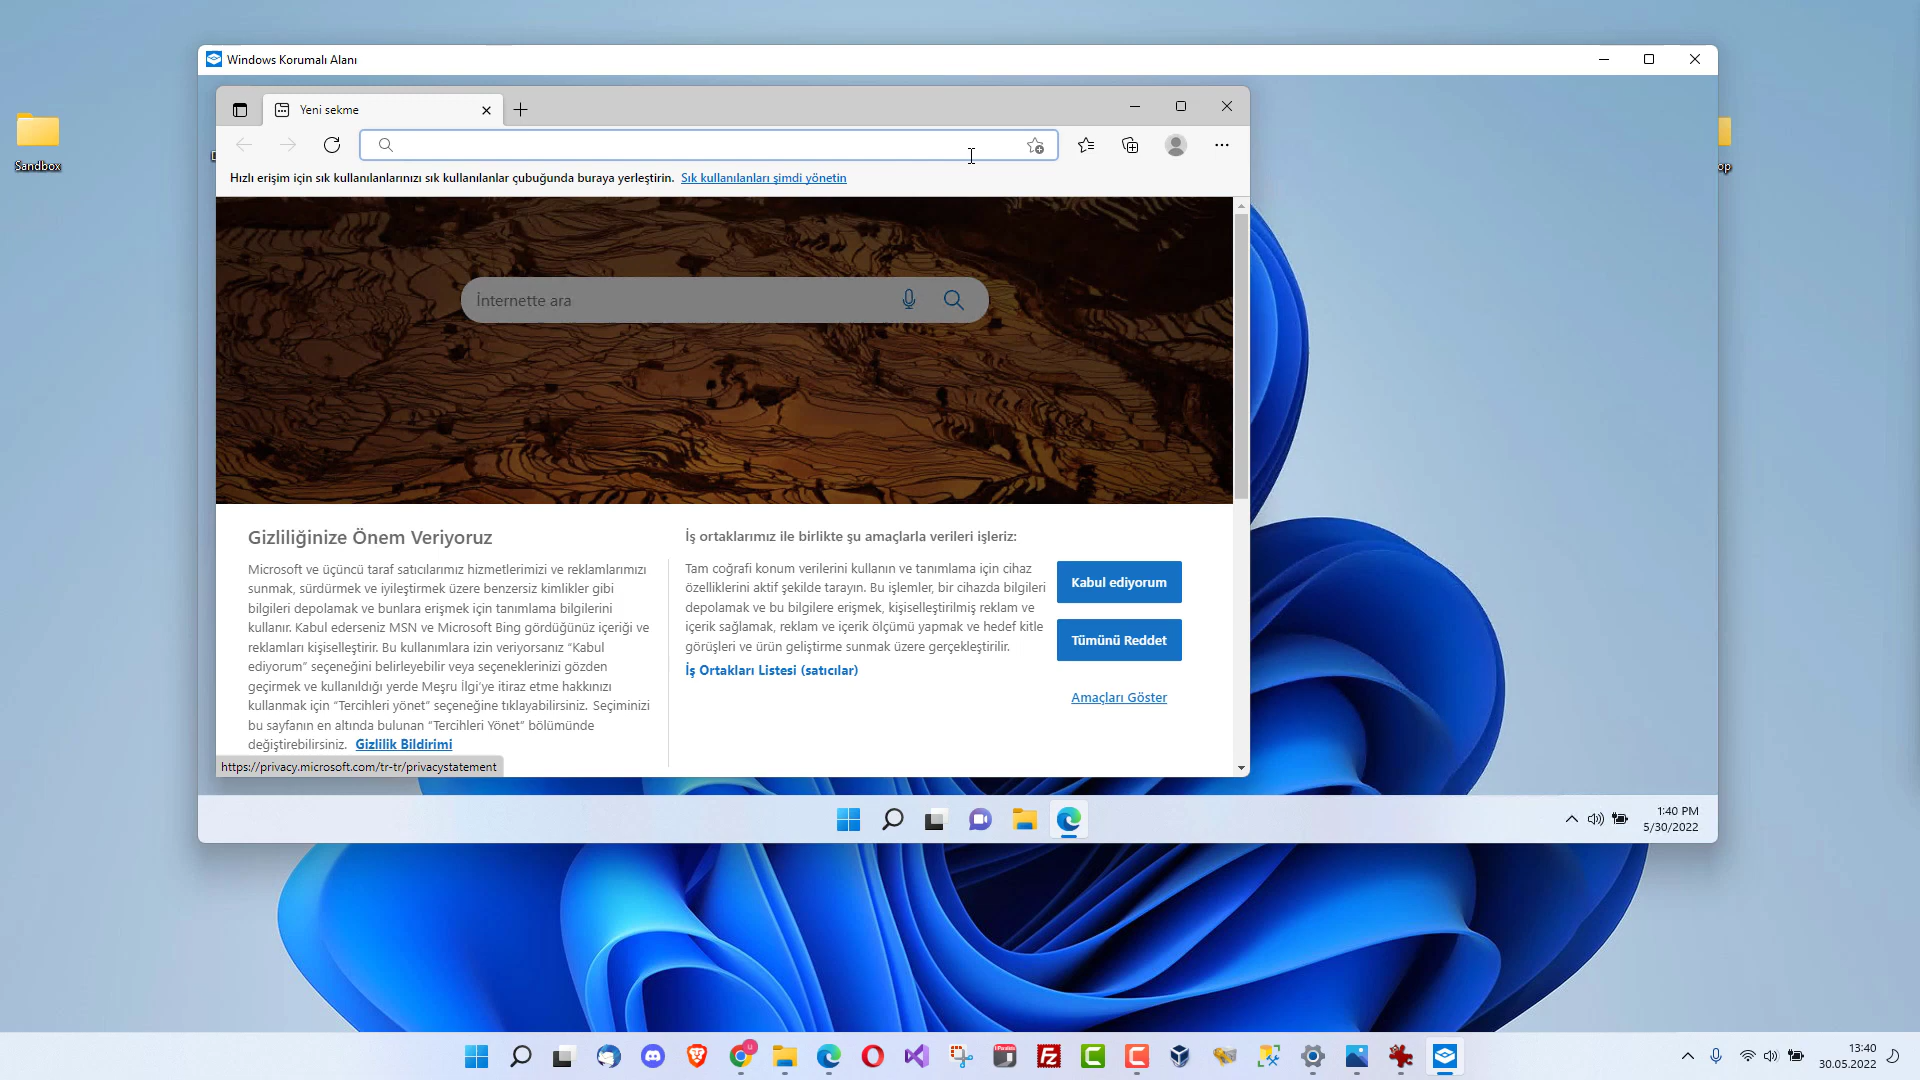 Windows Korumalı Alanı
Sandbox
Yeni sekme
Hızlı erişim için sık kullanılanlarınızı sık kullanılanlar çubuğunda buraya yerleştirin. Sık kullanılanları şimdi yönetin
İnternette ara
Gizliliğinize Önem Veriyoruz
Microsoft ve üçüncü taraf satıcılarımız hizmetlerimizi ve reklamlarımızı
sunmak, sürdürmek ve iyileştirmek üzere benzersiz kimlikler gibi
bilgileri depolamak ve bunlara erişmek için tanımlama bilgilerini
kullanır. Kabul ederseniz MSN ve Microsoft Bing gördüğünüz içeriği ve
reklamları kişiselleştirir. Bu kullanımlara izin veriyorsanız “Kabul
ediyorum” seçeneğini belirleyebilir veya seçeneklerinizi gözden
geçirmek ve kullanıldığı yerde Meşru İlgi’ye itiraz etme hakkınızı
kullanmak için “Tercihleri yönet” seçeneğine tıklayabilirsiniz. Seçiminizi
bu sayfanın en altında bulunan “Tercihleri Yönet” bölümünde
değiştirebilirsiniz. Gizlilik Bildirimi
https://privacy.microsoft.com/tr-tr/privacystatement
İş ortaklarımız ile birlikte şu amaçlarla verileri işleriz:
Tam coğrafi konum verilerini kullanın ve tanımlama için cihaz
özelliklerini aktif şekilde tarayın. Bu işlemler, bir cihazda bilgileri
depolamak ve bu bilgilere erişmek, kişiselleştirilmiş reklam ve
içerik sağlamak, reklam ve içerik ölçümü yapmak ve hedef kitle
görüşleri ve ürün geliştirme sunmak üzere gerçekleştirilir.
İş Ortakları Listesi (satıcılar)
Kabul ediyorum
Tümünü Reddet
Amaçları Göster
1:40 PM
5/30/2022
13:40
30.05.2022